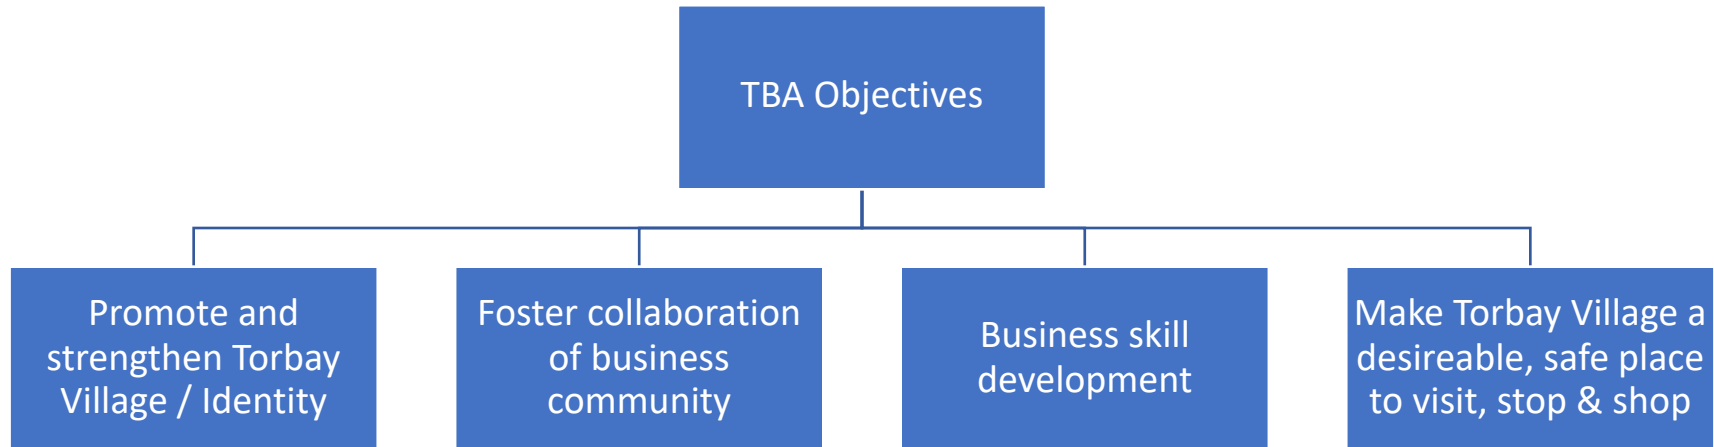 TBA Objectives
Promote and
strengthen Torbay
Village / Identity
Foster collaboration
of business
community
Business skill
development
Make Torbay Village a
desireable, safe place
to visit, stop & shop